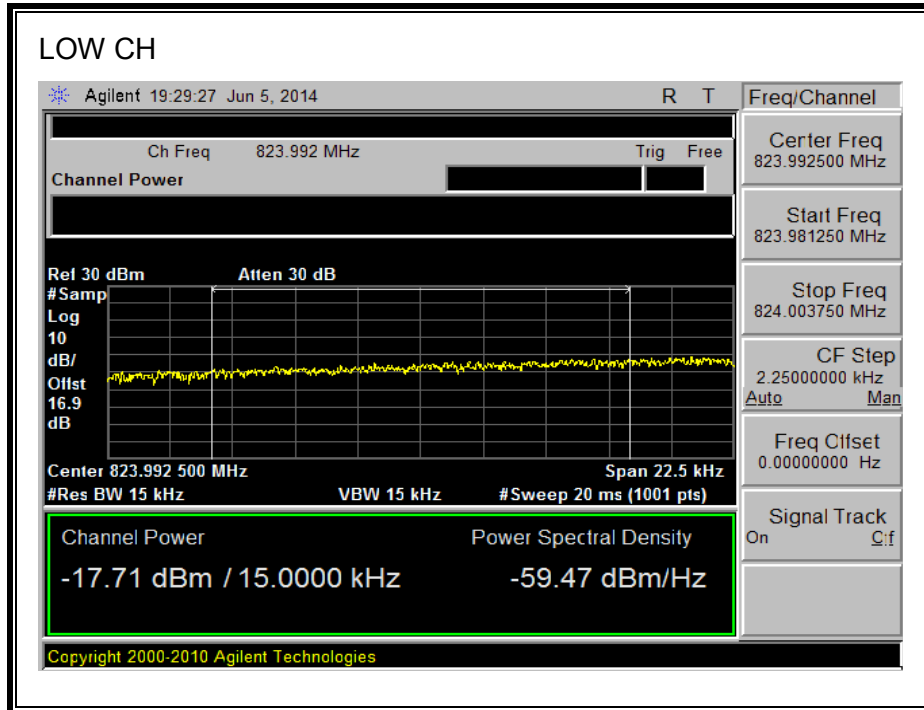 LOW CH
Agilent 19:29:27 Jun 5, 2014 R T
Freq/Channel
Ch Freq 823.992 MHz Trig Free
Channel Power
Center Freq
823.992500 MHz
Start Freq
823.981250 MHz
Stop Freq
824.003750 MHz
CF Step
2.25000000 kHz
Auto Man
Freq Offset
0.00000000 Hz
Signal Track
On Off
Ref 30 dBm Atten 30 dB
#Samp
Log
10
dB/
Offst
16.9
dB
Center 823.992 500 MHz Span 22.5 kHz
#Res BW 15 kHz VBW 15 kHz #Sweep 20 ms (1001 pts)
Channel Power Power Spectral Density
-17.71 dBm / 15.0000 kHz -59.47 dBm/Hz
Copyright 2000-2010 Agilent Technologies